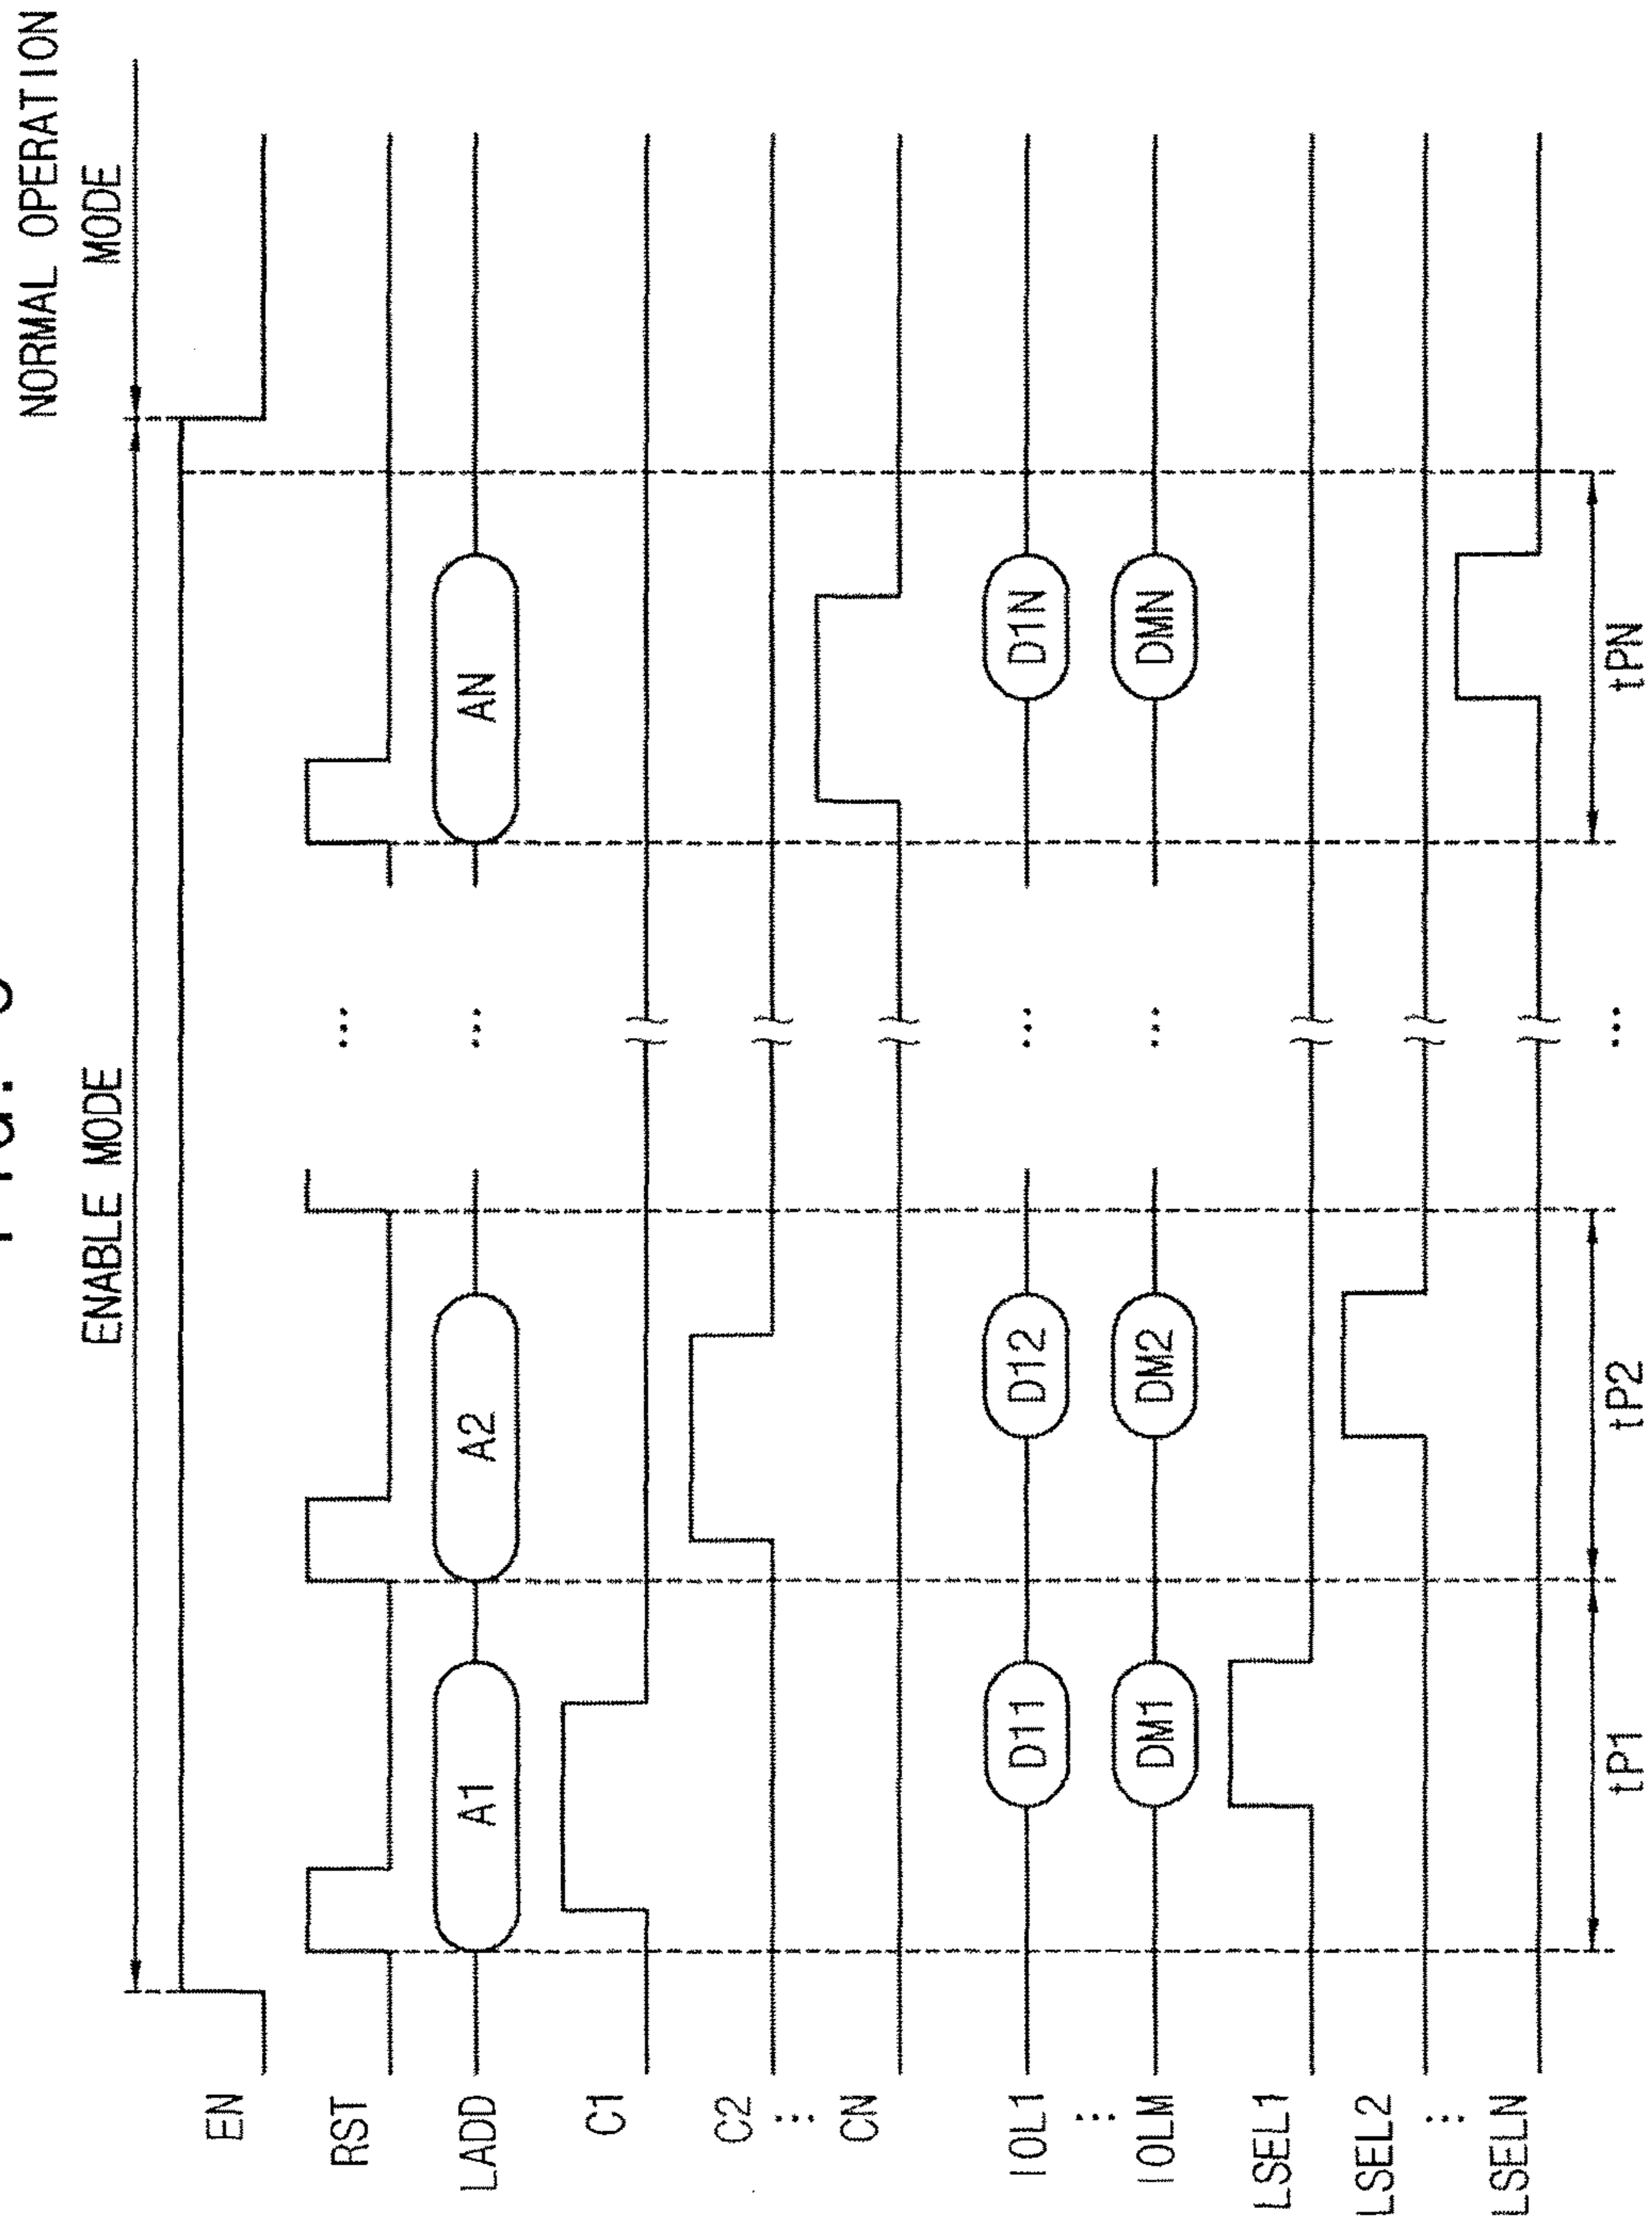 ENABLE MODE
NORMAL OPERATION
MODE
EN
RST
...
LADD
A1
A2
...
AN
C1
C2
...
CN
IOL1
D11
D12
...
D1N
...
IOLM
DM1
DM2
...
DMN
LSEL1
LSEL2
...
LSELN
tP1
tP2
...
tPN